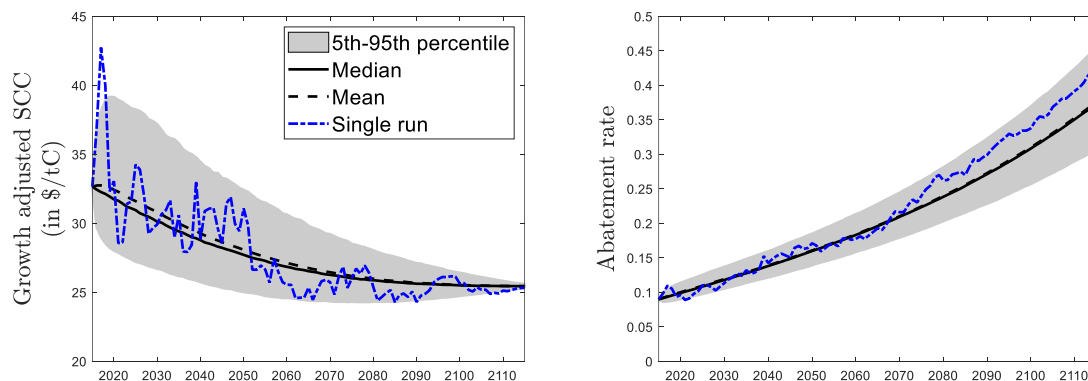 Growth adjusted SCC
(in $/tC)
45
40
35
30
25
20
2020 2030 2040 2050 2060 2070 2080 2090 2100 2110
5th-95th percentile
Median
Mean
Single run
Abatement rate
0.5
0.45
0.4
0.35
0.3
0.25
0.2
0.15
0.1
0.05
0
2020 2030 2040 2050 2060 2070 2080 2090 2100 2110